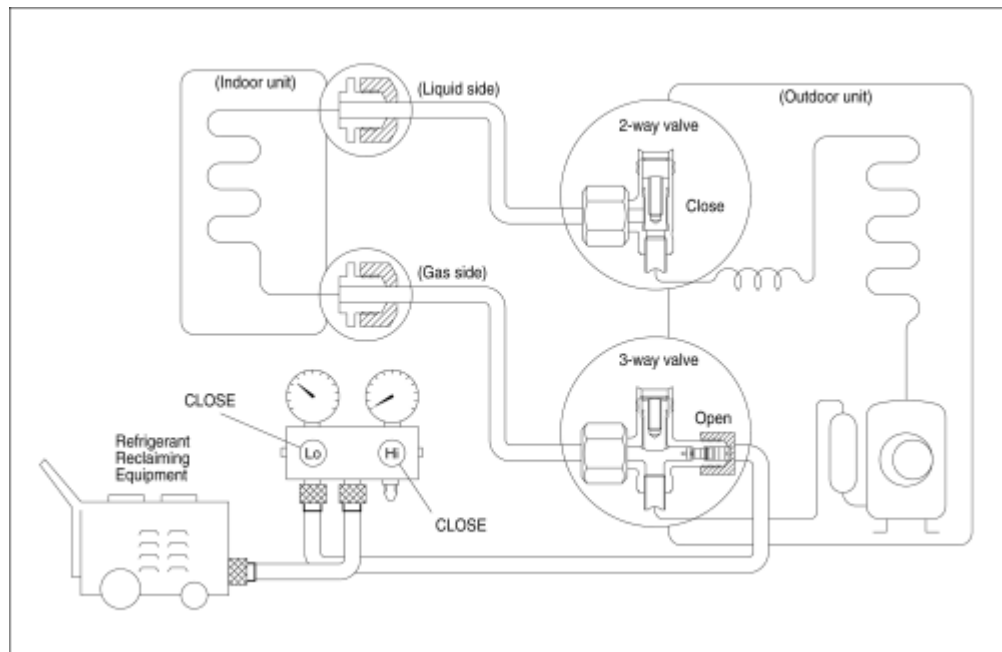 (Indoor unit)
(Liquid side)
(Outdoor unit)
2-way valve
Close
(Gas side)
3-way valve
Open
CLOSE
Lo
Hi
Refrigerant
Reclaiming
Equipment
CLOSE